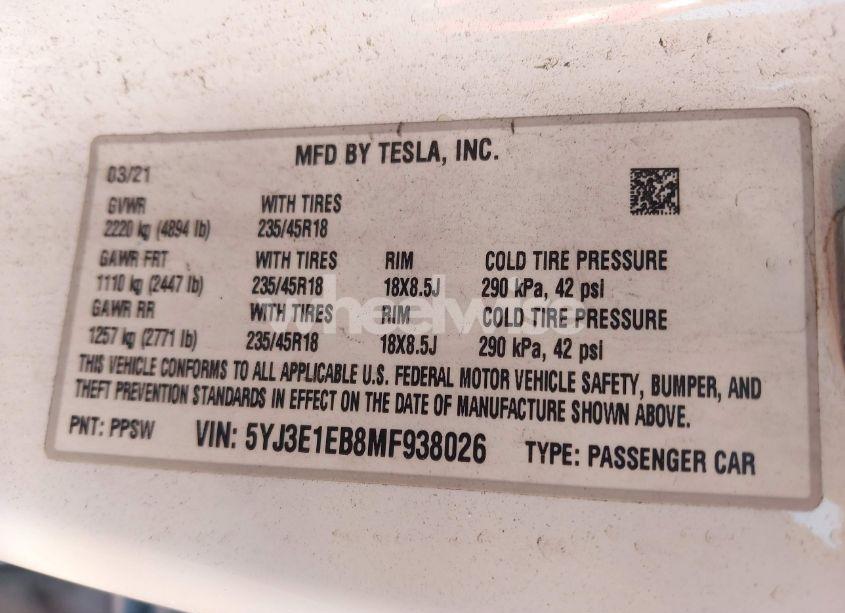 MFD BY TESLA, INC.
03/21
GVWR WITH TIRES
2220 kg (4894 lb) 235/45R18
GAWR FRT WITH TIRES RIM COLD TIRE PRESSURE
1110 kg (2447 lb) 235/45R18 18X8.5J 290 kPa, 42 psi
GAWR RR WITH TIRES RIM COLD TIRE PRESSURE
1257 kg (2771 lb) 235/45R18 18X8.5J 290 kPa, 42 psi
wheelwise
THIS VEHICLE CONFORMS TO ALL APPLICABLE U.S. FEDERAL MOTOR VEHICLE SAFETY, BUMPER, AND
THEFT PREVENTION STANDARDS IN EFFECT ON THE DATE OF MANUFACTURE SHOWN ABOVE.
PNT: PPSW VIN: 5YJ3E1EB8MF938026 TYPE: PASSENGER CAR